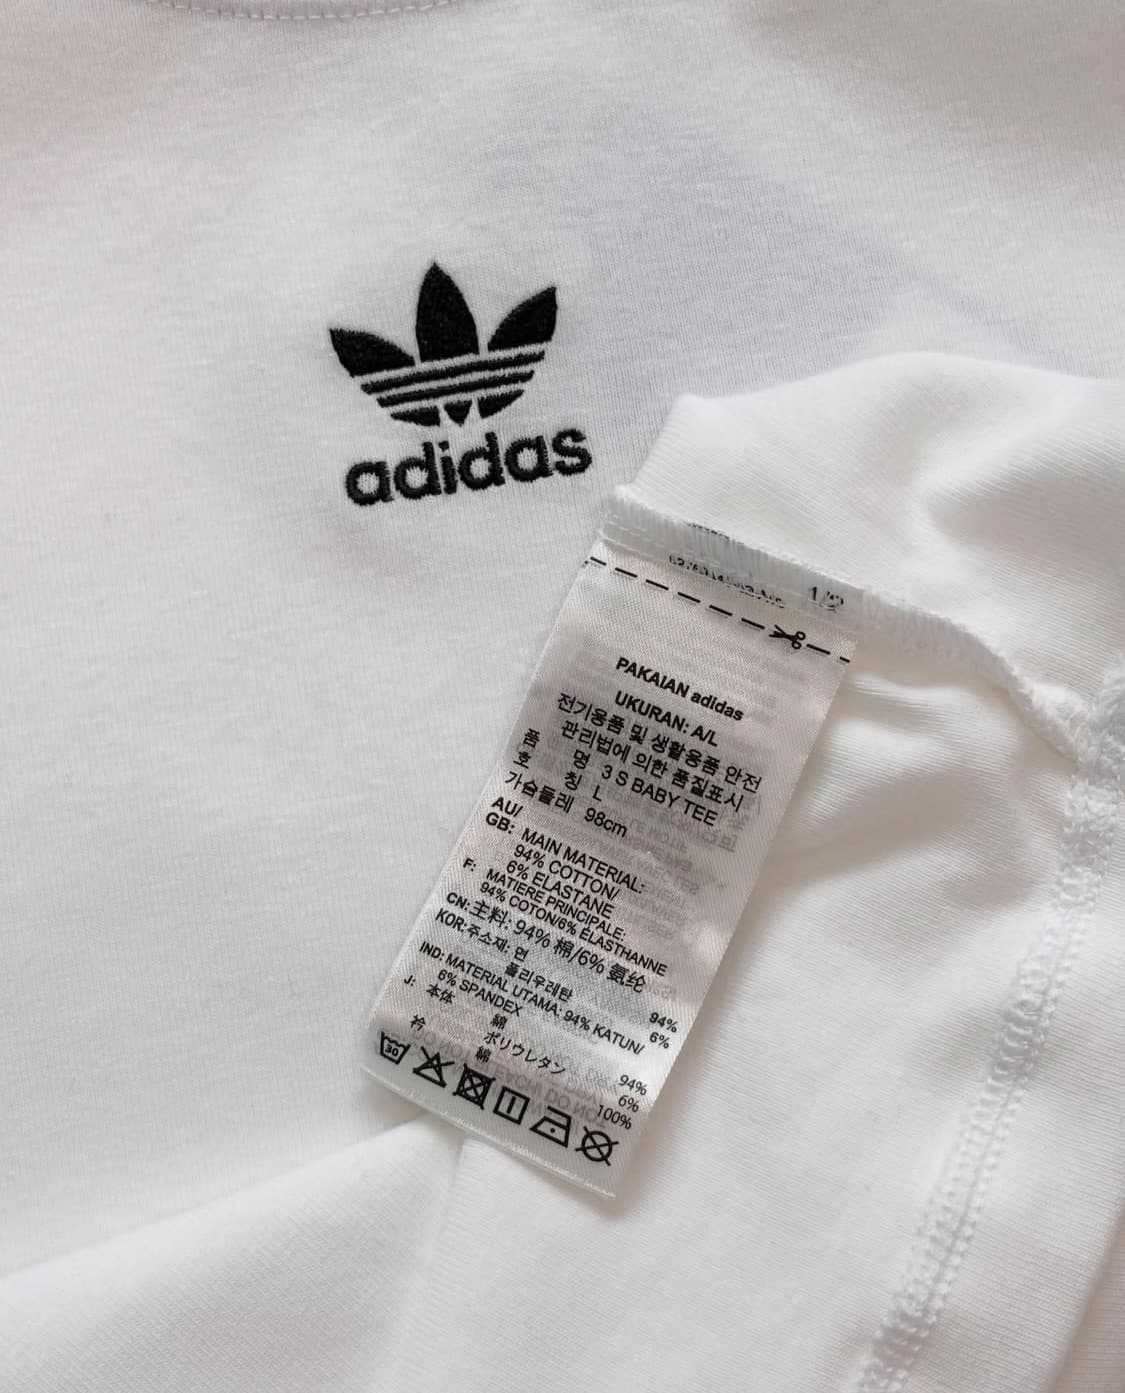 adidas
1/2
PAKAIAN adidas
UKURAN: A/L
전기용품 및 생활용품 안전
관리법에 의한 품질표시
품 명 3 S BABY TEE
호 칭 L
가슴둘레 98cm
AU/
GB: MAIN MATERIAL:
94% COTTON/
6% ELASTANE
F: MATIERE PRINCIPALE:
94% COTON/6% ELASTHANNE
CN: 主料: 94% 棉/6% 氨纶
KOR: 주소재: 면 94%
폴리우레탄 6%
IND: MATERIAL UTAMA: 94% KATUN/
6% SPANDEX
J: 本体 綿 94%
ポリウレタン 6%
衿 綿 100%
30